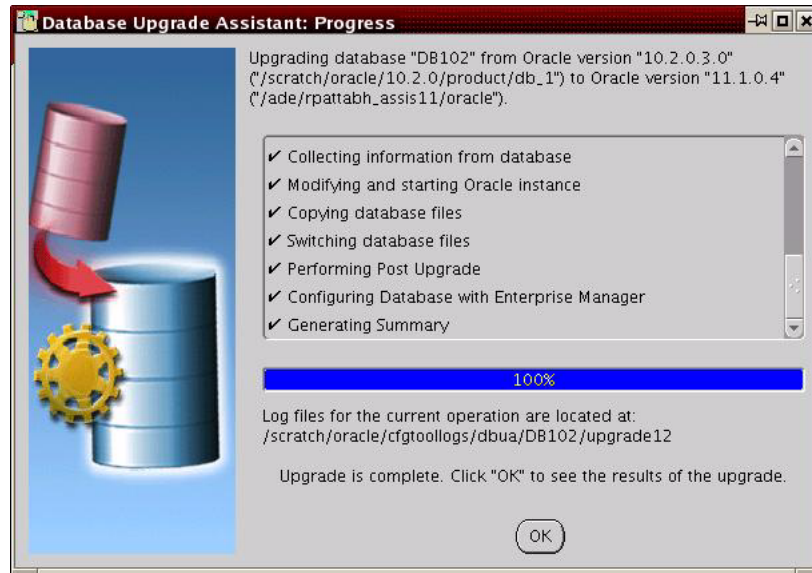 Database Upgrade Assistant: Progress
Upgrading database "DB102" from Oracle version "10.2.0.3.0"
("/scratch/oracle/10.2.0/product/db_1") to Oracle version "11.1.0.4"
("/ade/rpattabh_assis11/oracle").
✔ Collecting information from database
✔ Modifying and starting Oracle instance
✔ Copying database files
✔ Switching database files
✔ Performing Post Upgrade
✔ Configuring Database with Enterprise Manager
✔ Generating Summary
100%
Log files for the current operation are located at:
/scratch/oracle/cfgtoollogs/dbua/DB102/upgrade12
Upgrade is complete. Click "OK" to see the results of the upgrade.
OK